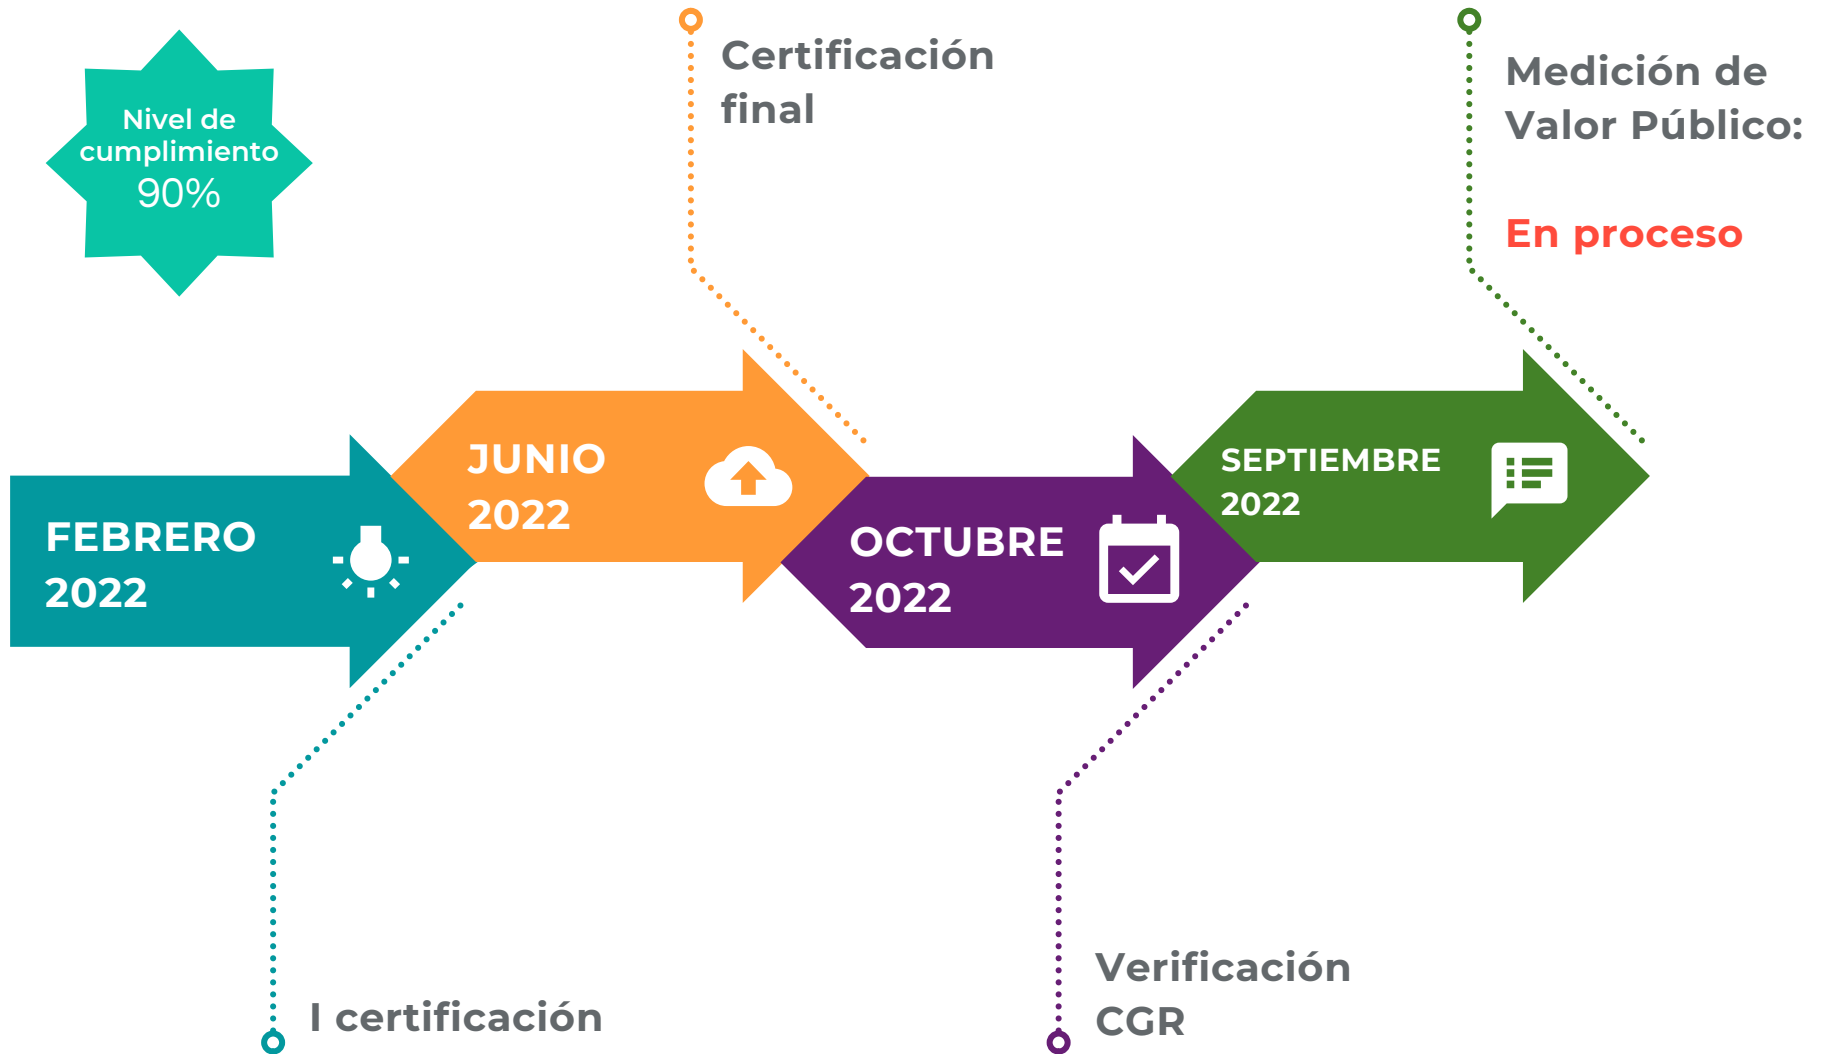 Nivel de
cumplimiento
90%
Certificación
final
Medición de
Valor Público:
En proceso
FEBRERO
2022
JUNIO
2022
OCTUBRE
2022
SEPTIEMBRE
2022
I certificación
Verificación
CGR